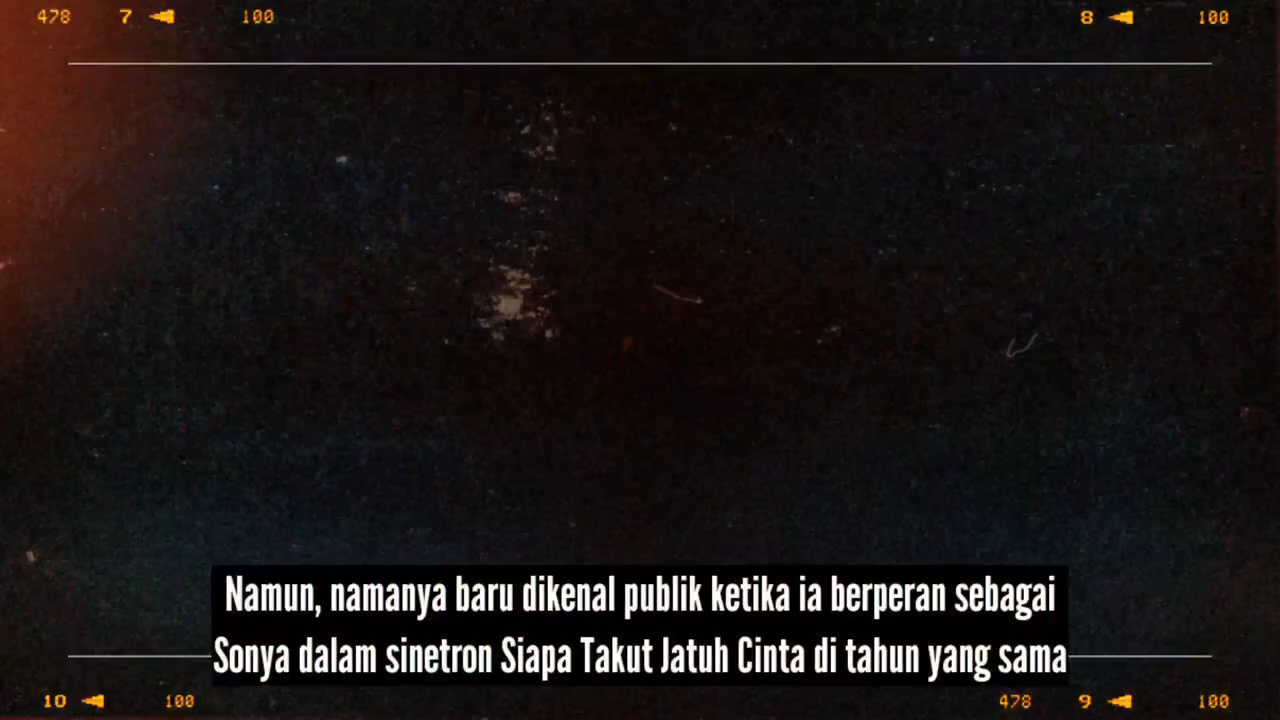 478 7 100 8 100
Namun, namanya baru dikenal publik ketika ia berperan sebagai
Sonya dalam sinetron Siapa Takut Jatuh Cinta di tahun yang sama
10 100 478 9 100